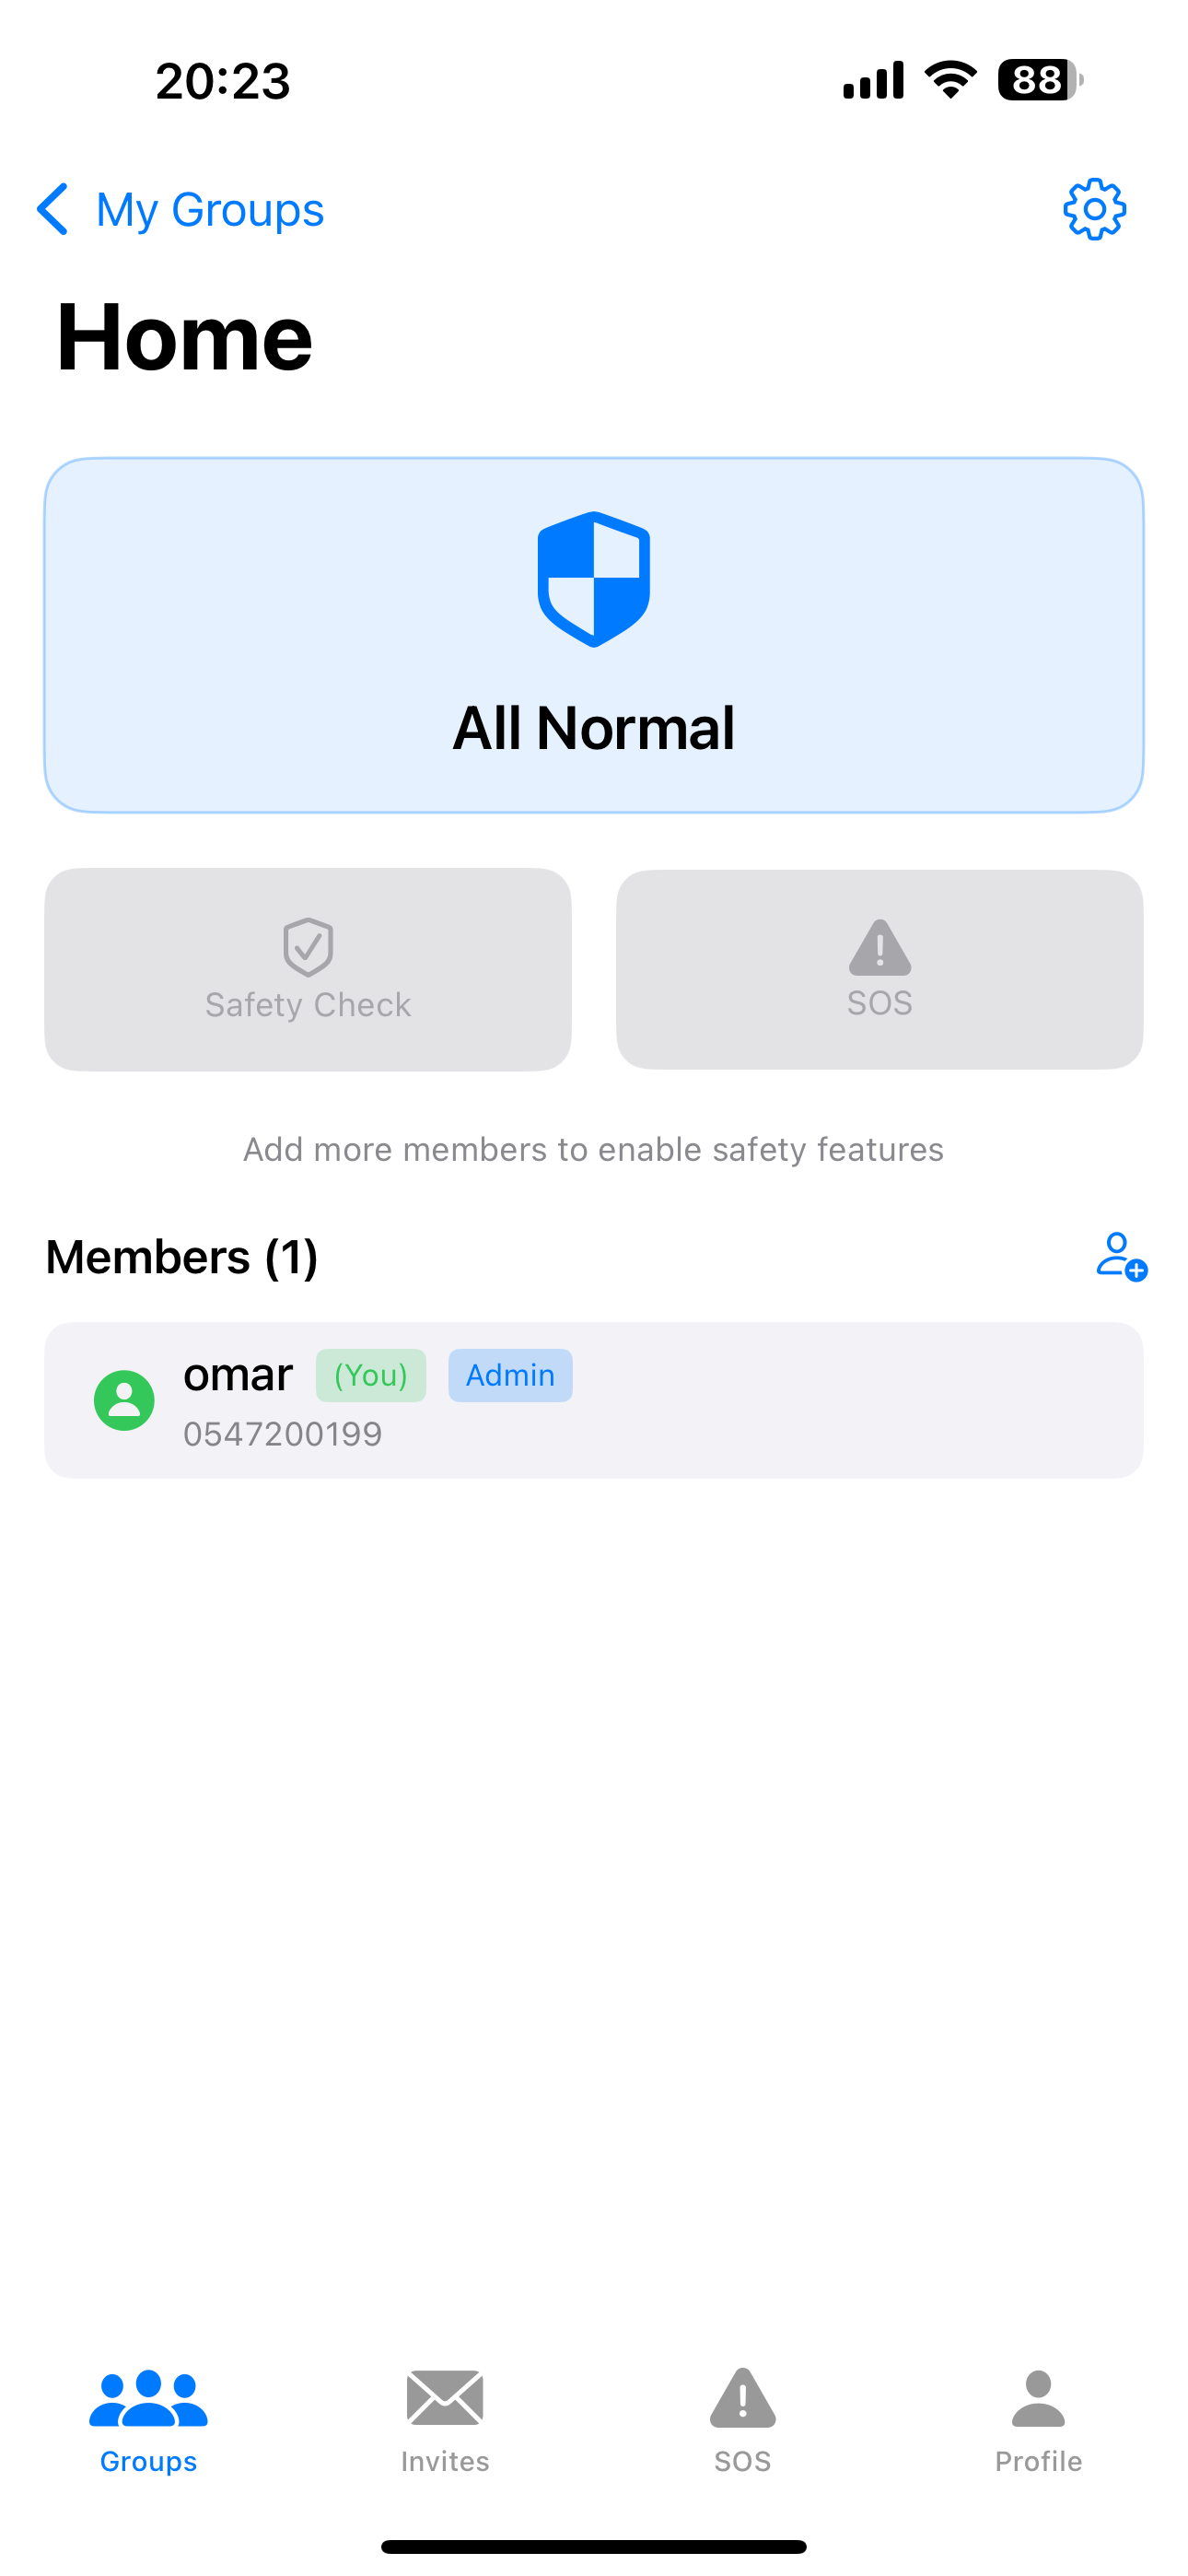 20:23
88
My Groups
Home
All Normal
Safety Check
SOS
Add more members to enable safety features
Members (1)
omar (You) Admin
0547200199
Groups
Invites
SOS
Profile